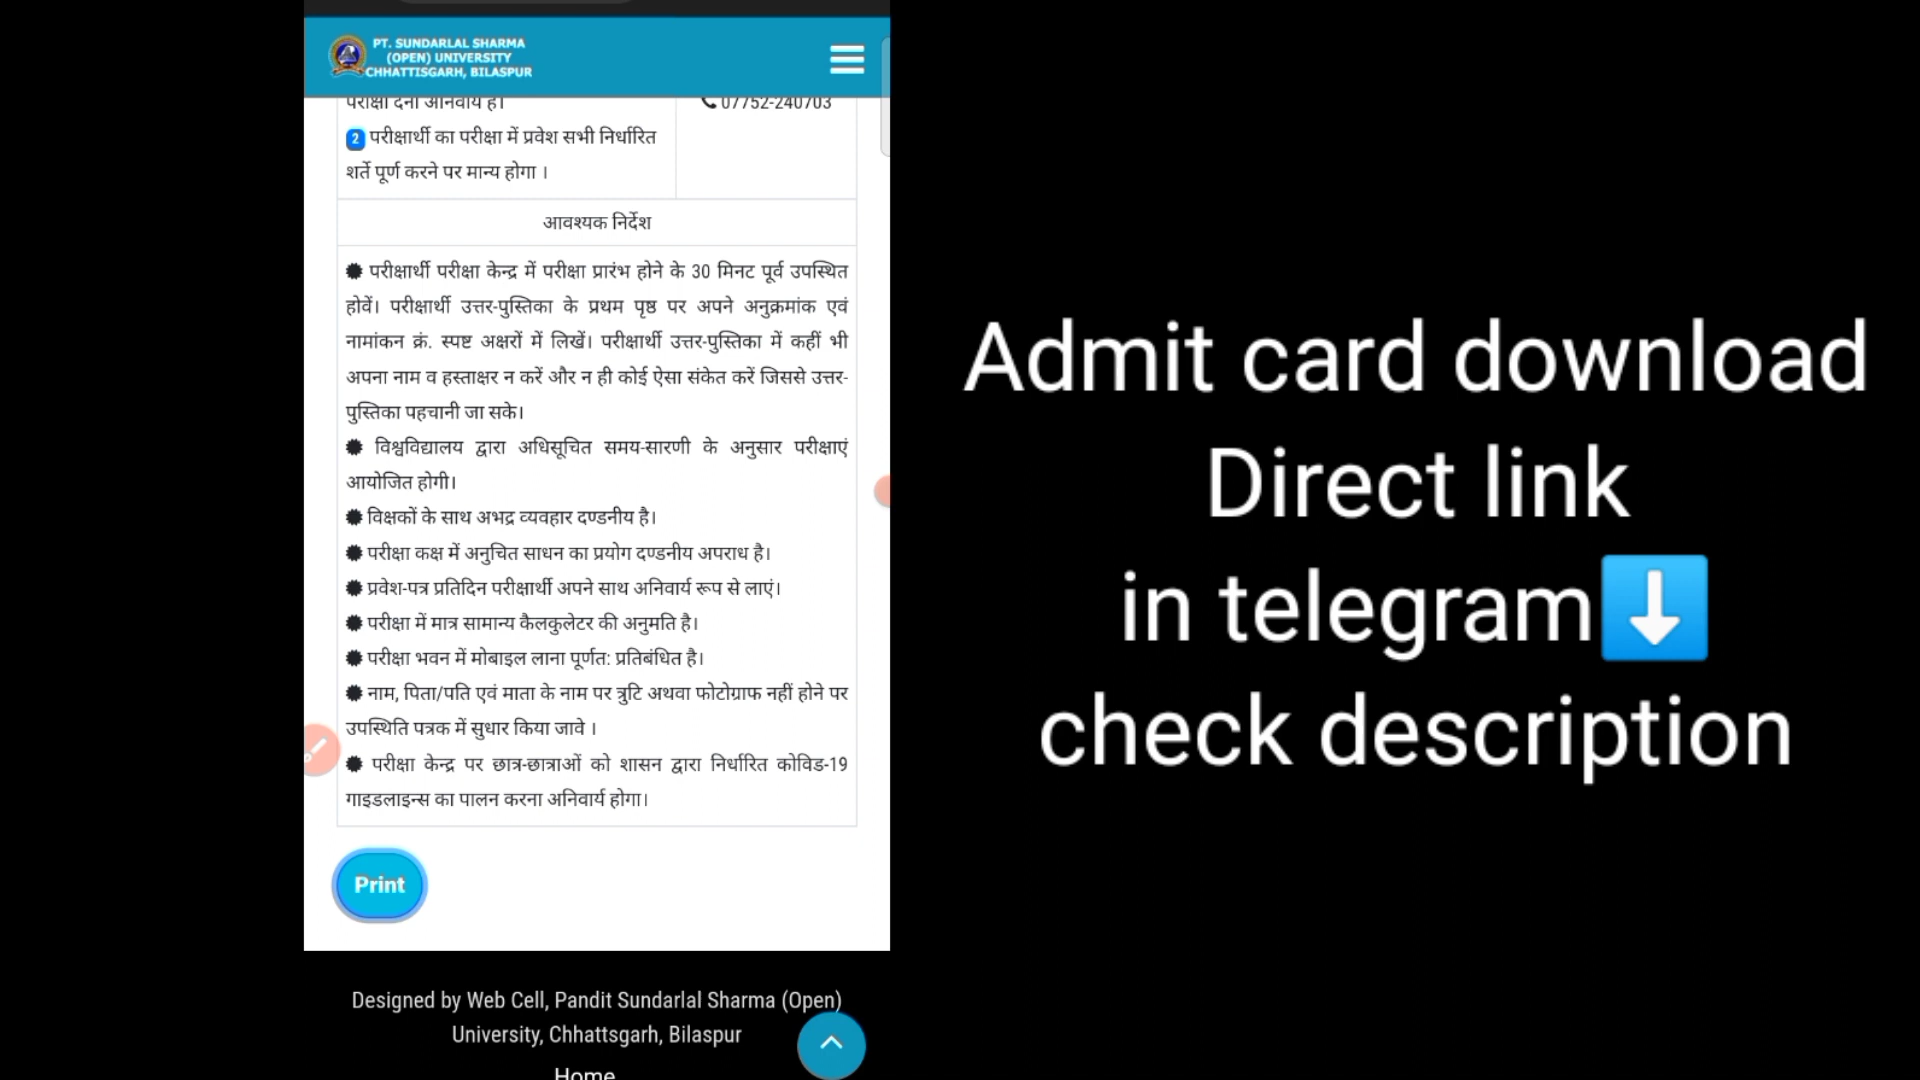 PT. SUNDARLAL SHARMA
(OPEN) UNIVERSITY
CHHATTISGARH, BILASPUR
परीक्षा देना अनिवार्य है।
07752-240703
2 परीक्षार्थी का परीक्षा में प्रवेश सभी निर्धारित
शर्ते पूर्ण करने पर मान्य होगा ।
आवश्यक निर्देश
परीक्षार्थी परीक्षा केन्द्र में परीक्षा प्रारंभ होने के 30 मिनट पूर्व उपस्थित
होवें। परीक्षार्थी उत्तर-पुस्तिका के प्रथम पृष्ठ पर अपने अनुक्रमांक एवं
नामांकन क्रं. स्पष्ट अक्षरों में लिखें। परीक्षार्थी उत्तर-पुस्तिका में कहीं भी
अपना नाम व हस्ताक्षर न करें और न ही कोई ऐसा संकेत करें जिससे उत्तर-
पुस्तिका पहचानी जा सके।
विश्वविद्यालय द्वारा अधिसूचित समय-सारणी के अनुसार परीक्षाएं
आयोजित होगी।
विक्षकों के साथ अभद्र व्यवहार दण्डनीय है।
परीक्षा कक्ष में अनुचित साधन का प्रयोग दण्डनीय अपराध है।
प्रवेश-पत्र प्रतिदिन परीक्षार्थी अपने साथ अनिवार्य रूप से लाएं।
परीक्षा में मात्र सामान्य कैलकुलेटर की अनुमति है।
परीक्षा भवन में मोबाइल लाना पूर्णत: प्रतिबंधित है।
नाम, पिता/पति एवं माता के नाम पर त्रुटि अथवा फोटोग्राफ नहीं होने पर
उपस्थिति पत्रक में सुधार किया जावे ।
परीक्षा केन्द्र पर छात्र-छात्राओं को शासन द्वारा निर्धारित कोविड-19
गाइडलाइन्स का पालन करना अनिवार्य होगा।
Print
Designed by Web Cell, Pandit Sundarlal Sharma (Open)
University, Chhattsgarh, Bilaspur
Home
Admit card download
Direct link
in telegram⬇️
check description